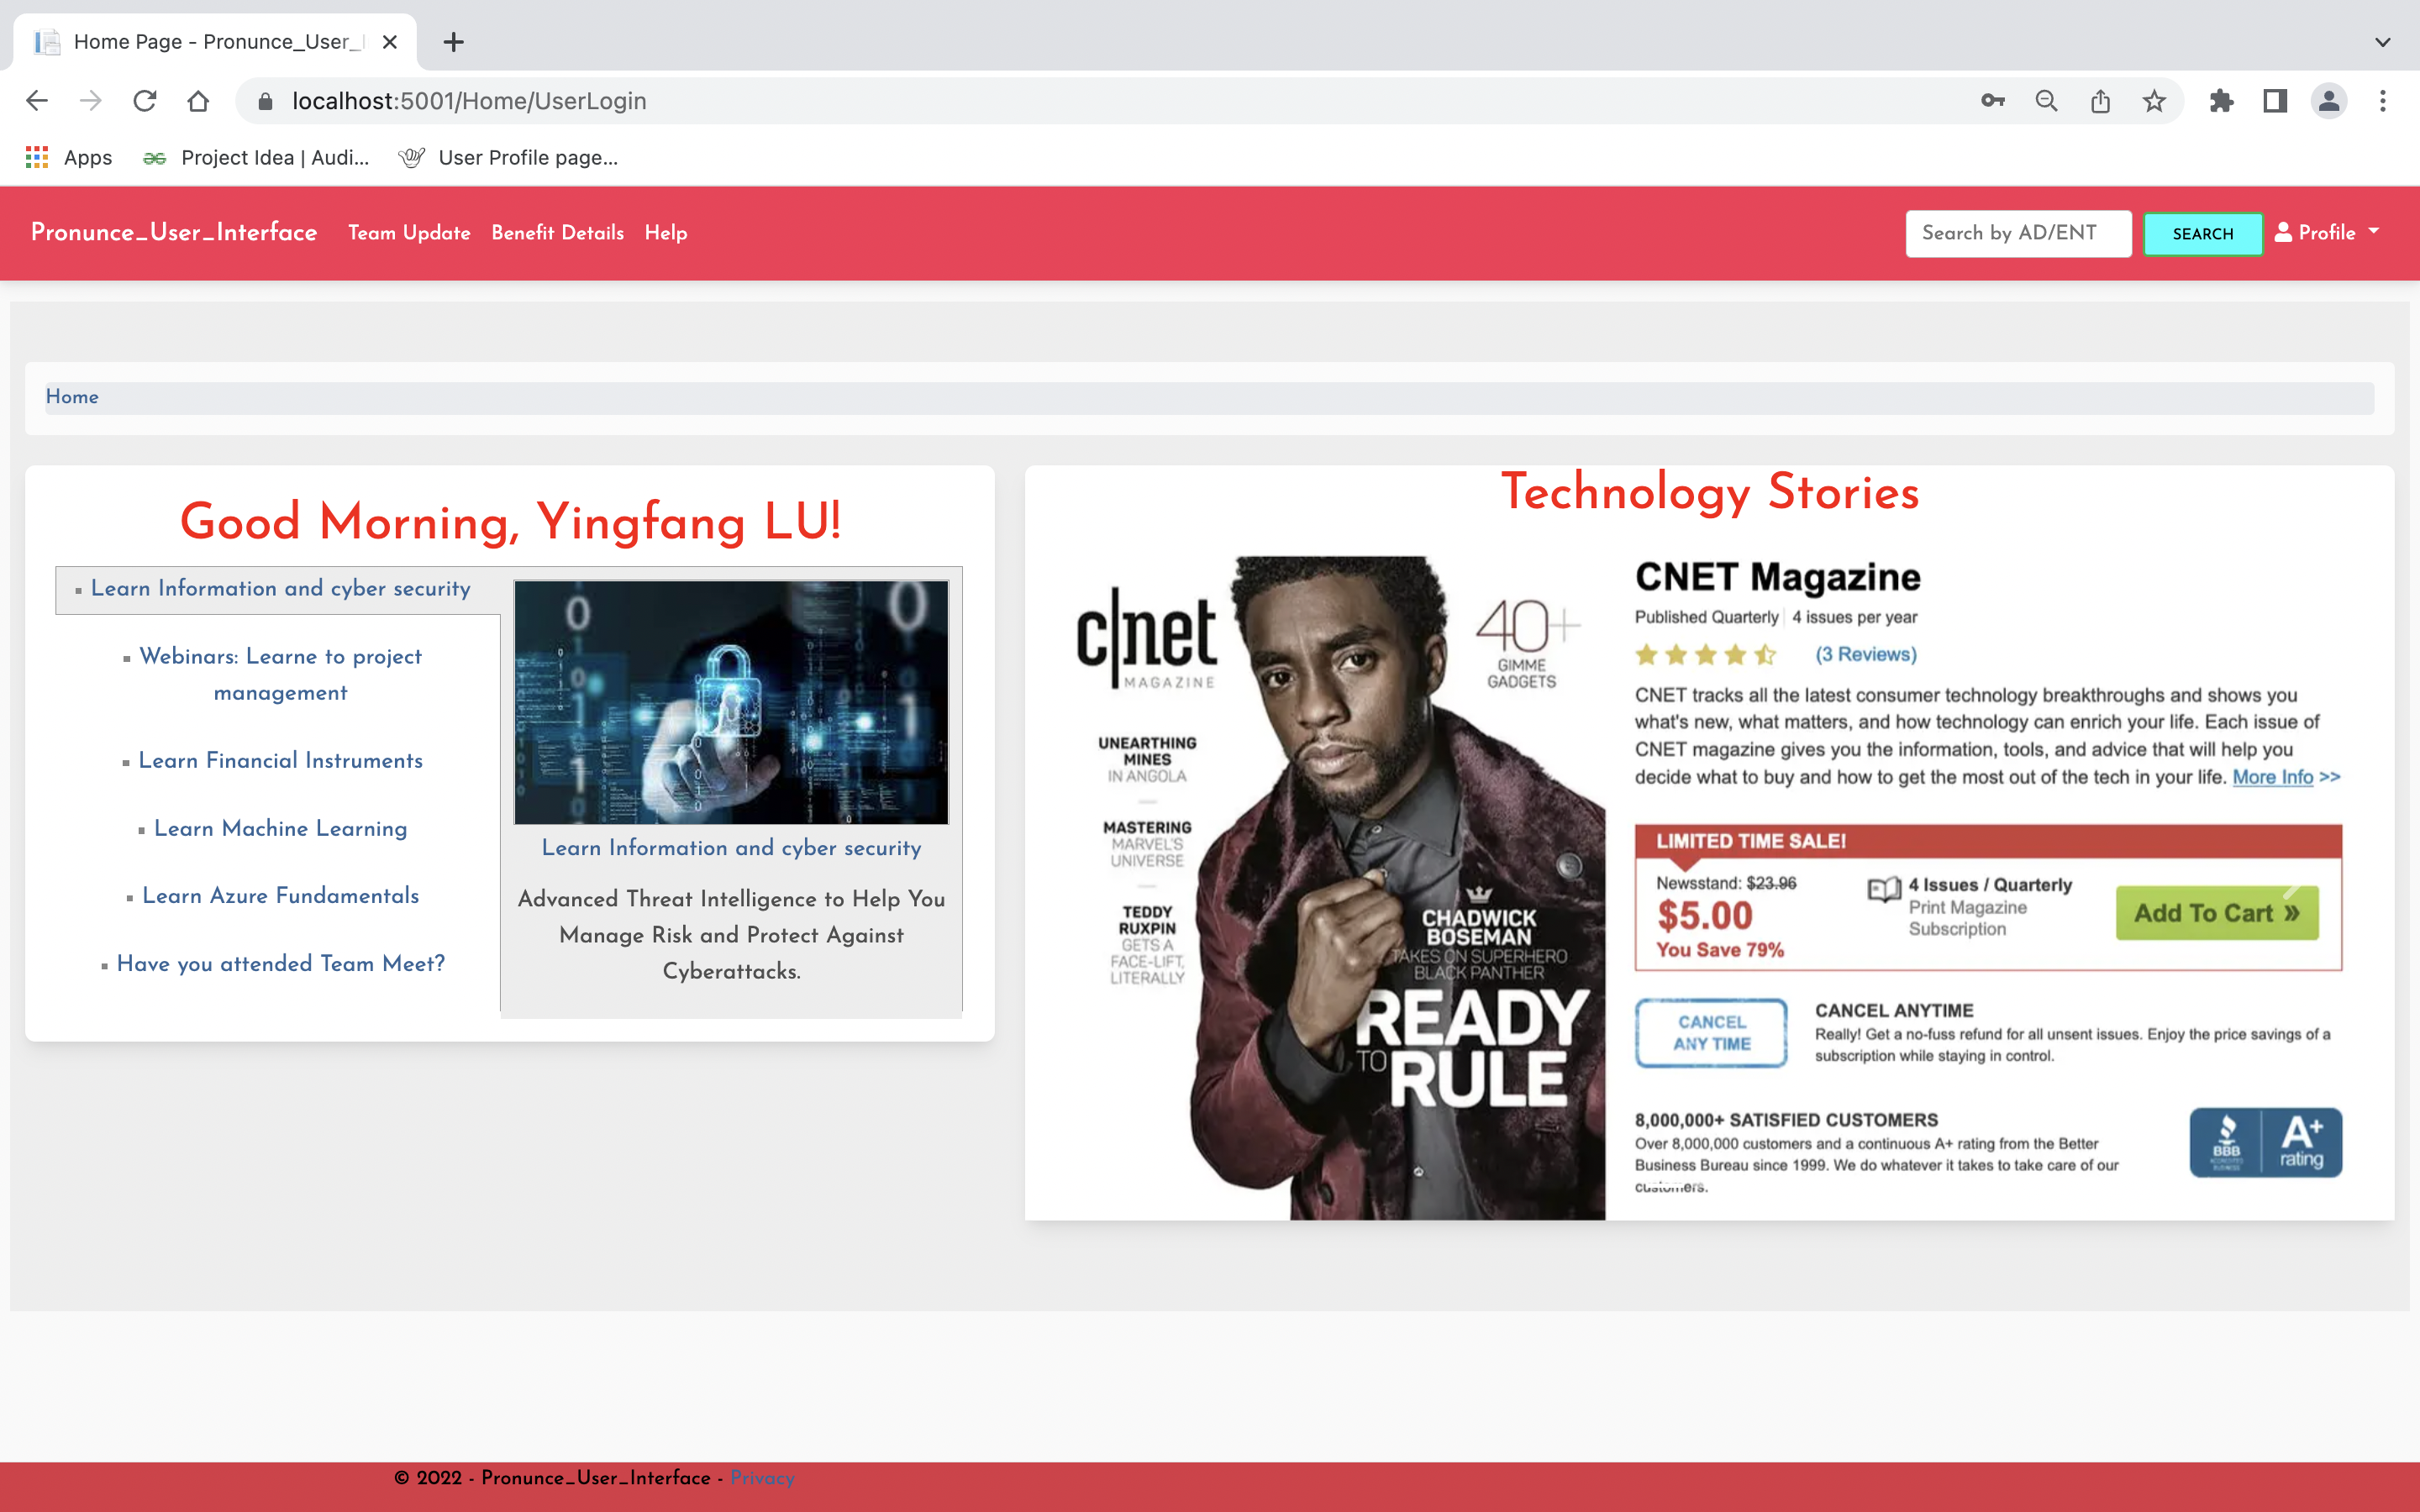 Home Page - Pronunce_User_
localhost:5001/Home/UserLogin
Apps
Project Idea | Audi...
User Profile page...
Pronunce_User_Interface
Team Update
Benefit Details
Help
Search by AD/ENT
SEARCH
Profile
Home
Good Morning, Yingfang LU!
Learn Information and cyber security
Webinars: Learne to project
management
Learn Financial Instruments
Learn Machine Learning
Learn Azure Fundamentals
Have you attended Team Meet?
Learn Information and cyber security
Advanced Threat Intelligence to Help You
Manage Risk and Protect Against
Cyberattacks.
Technology Stories
c|net
MAGAZINE
40+
GIMME
GADGETS
UNEARTHING
MINES
IN ANGOLA
MASTERING
MARVEL'S
UNIVERSE
TEDDY
RUXPIN
GETS A
FACE-LIFT,
LITERALLY
CHADWICK
BOSEMAN
TAKES ON SUPERHERO
BLACK PANTHER
READY
TO RULE
CNET Magazine
Published Quarterly | 4 issues per year
(3 Reviews)
CNET tracks all the latest consumer technology breakthroughs and shows you
what's new, what matters, and how technology can enrich your life. Each issue of
CNET magazine gives you the information, tools, and advice that will help you
decide what to buy and how to get the most out of the tech in your life. More Info >>
LIMITED TIME SALE!
Newsstand: $23.96
$5.00
You Save 79%
4 Issues / Quarterly
Print Magazine
Subscription
Add To Cart »
CANCEL
ANY TIME
CANCEL ANYTIME
Really! Get a no-fuss refund for all unsent issues. Enjoy the price savings of a
subscription while staying in control.
8,000,000+ SATISFIED CUSTOMERS
Over 8,000,000 customers and a continuous A+ rating from the Better
Business Bureau since 1999. We do whatever it takes to take care of our
customers.
BBB
A+
rating
© 2022 - Pronunce_User_Interface - Privacy